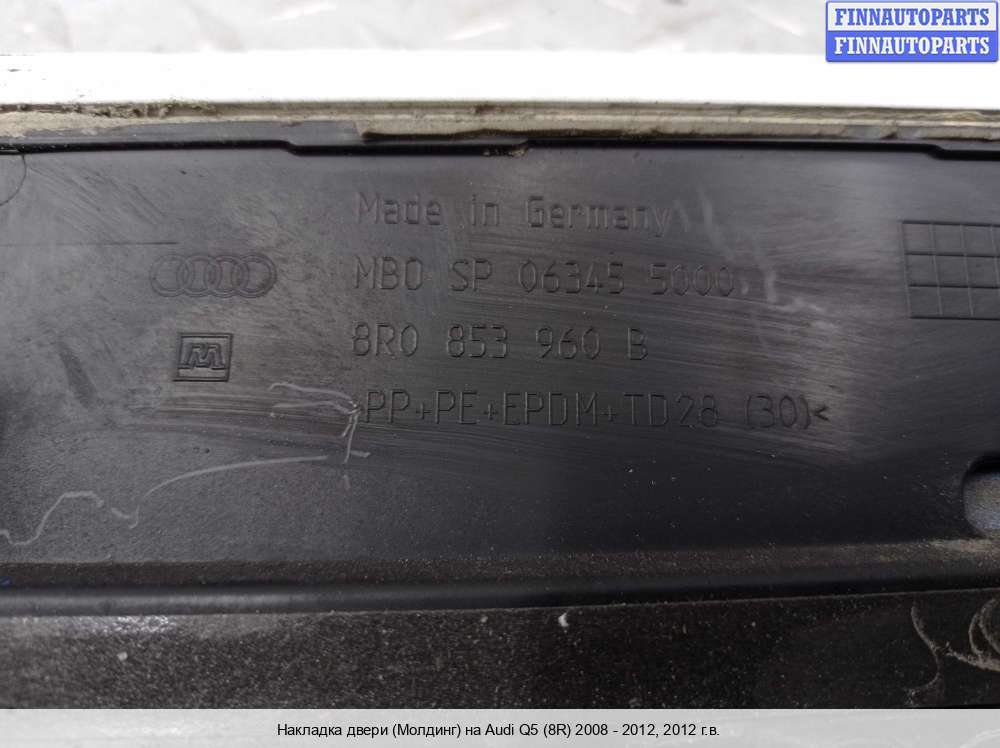 FINNAUTOPARTS
FINNAUTOPARTS
Made in Germany
MBO SP 06345 5000
8R0 853 960 B
>PP+PE+EPDM+TD28 (30)<
Накладка двери (Молдинг) на Audi Q5 (8R) 2008 - 2012, 2012 г.в.